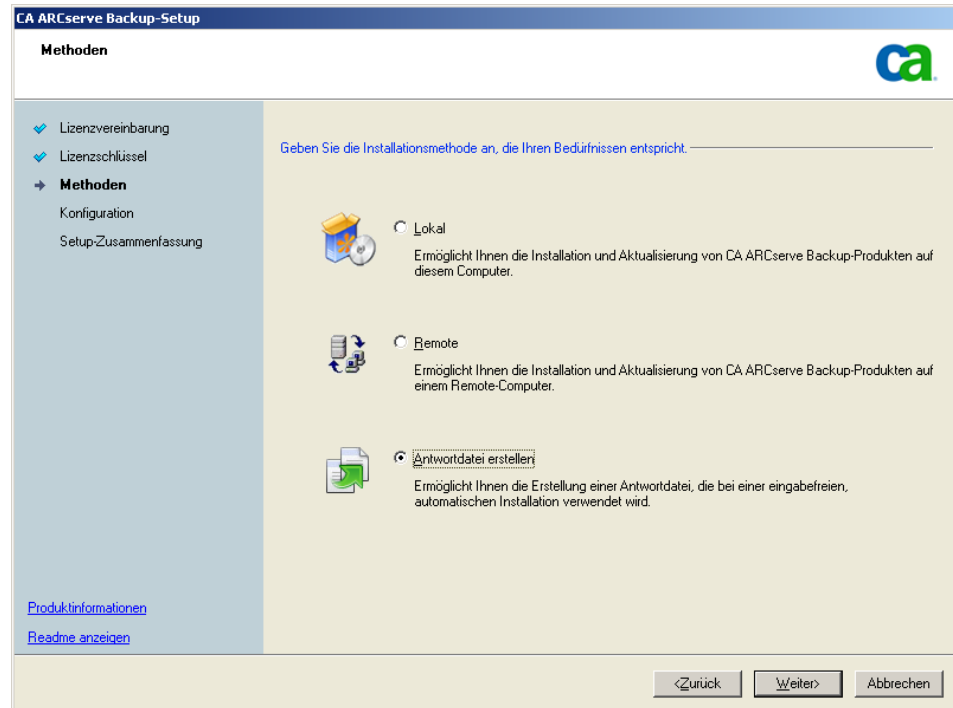 CA ARCserve Backup-Setup
Methoden
ca
Lizenzvereinbarung
Lizenzschlüssel
Methoden
Konfiguration
Setup-Zusammenfassung
Geben Sie die Installationsmethode an, die Ihren Bedürfnissen entspricht.
Lokal
Ermöglicht Ihnen die Installation und Aktualisierung von CA ARCserve Backup-Produkten auf
diesem Computer.
Remote
Ermöglicht Ihnen die Installation und Aktualisierung von CA ARCserve Backup-Produkten auf
einem Remote-Computer.
Antwortdatei erstellen
Ermöglicht Ihnen die Erstellung einer Antwortdatei, die bei einer eingabefreien,
automatischen Installation verwendet wird.
Produktinformationen
Readme anzeigen
<Zurück Weiter> Abbrechen